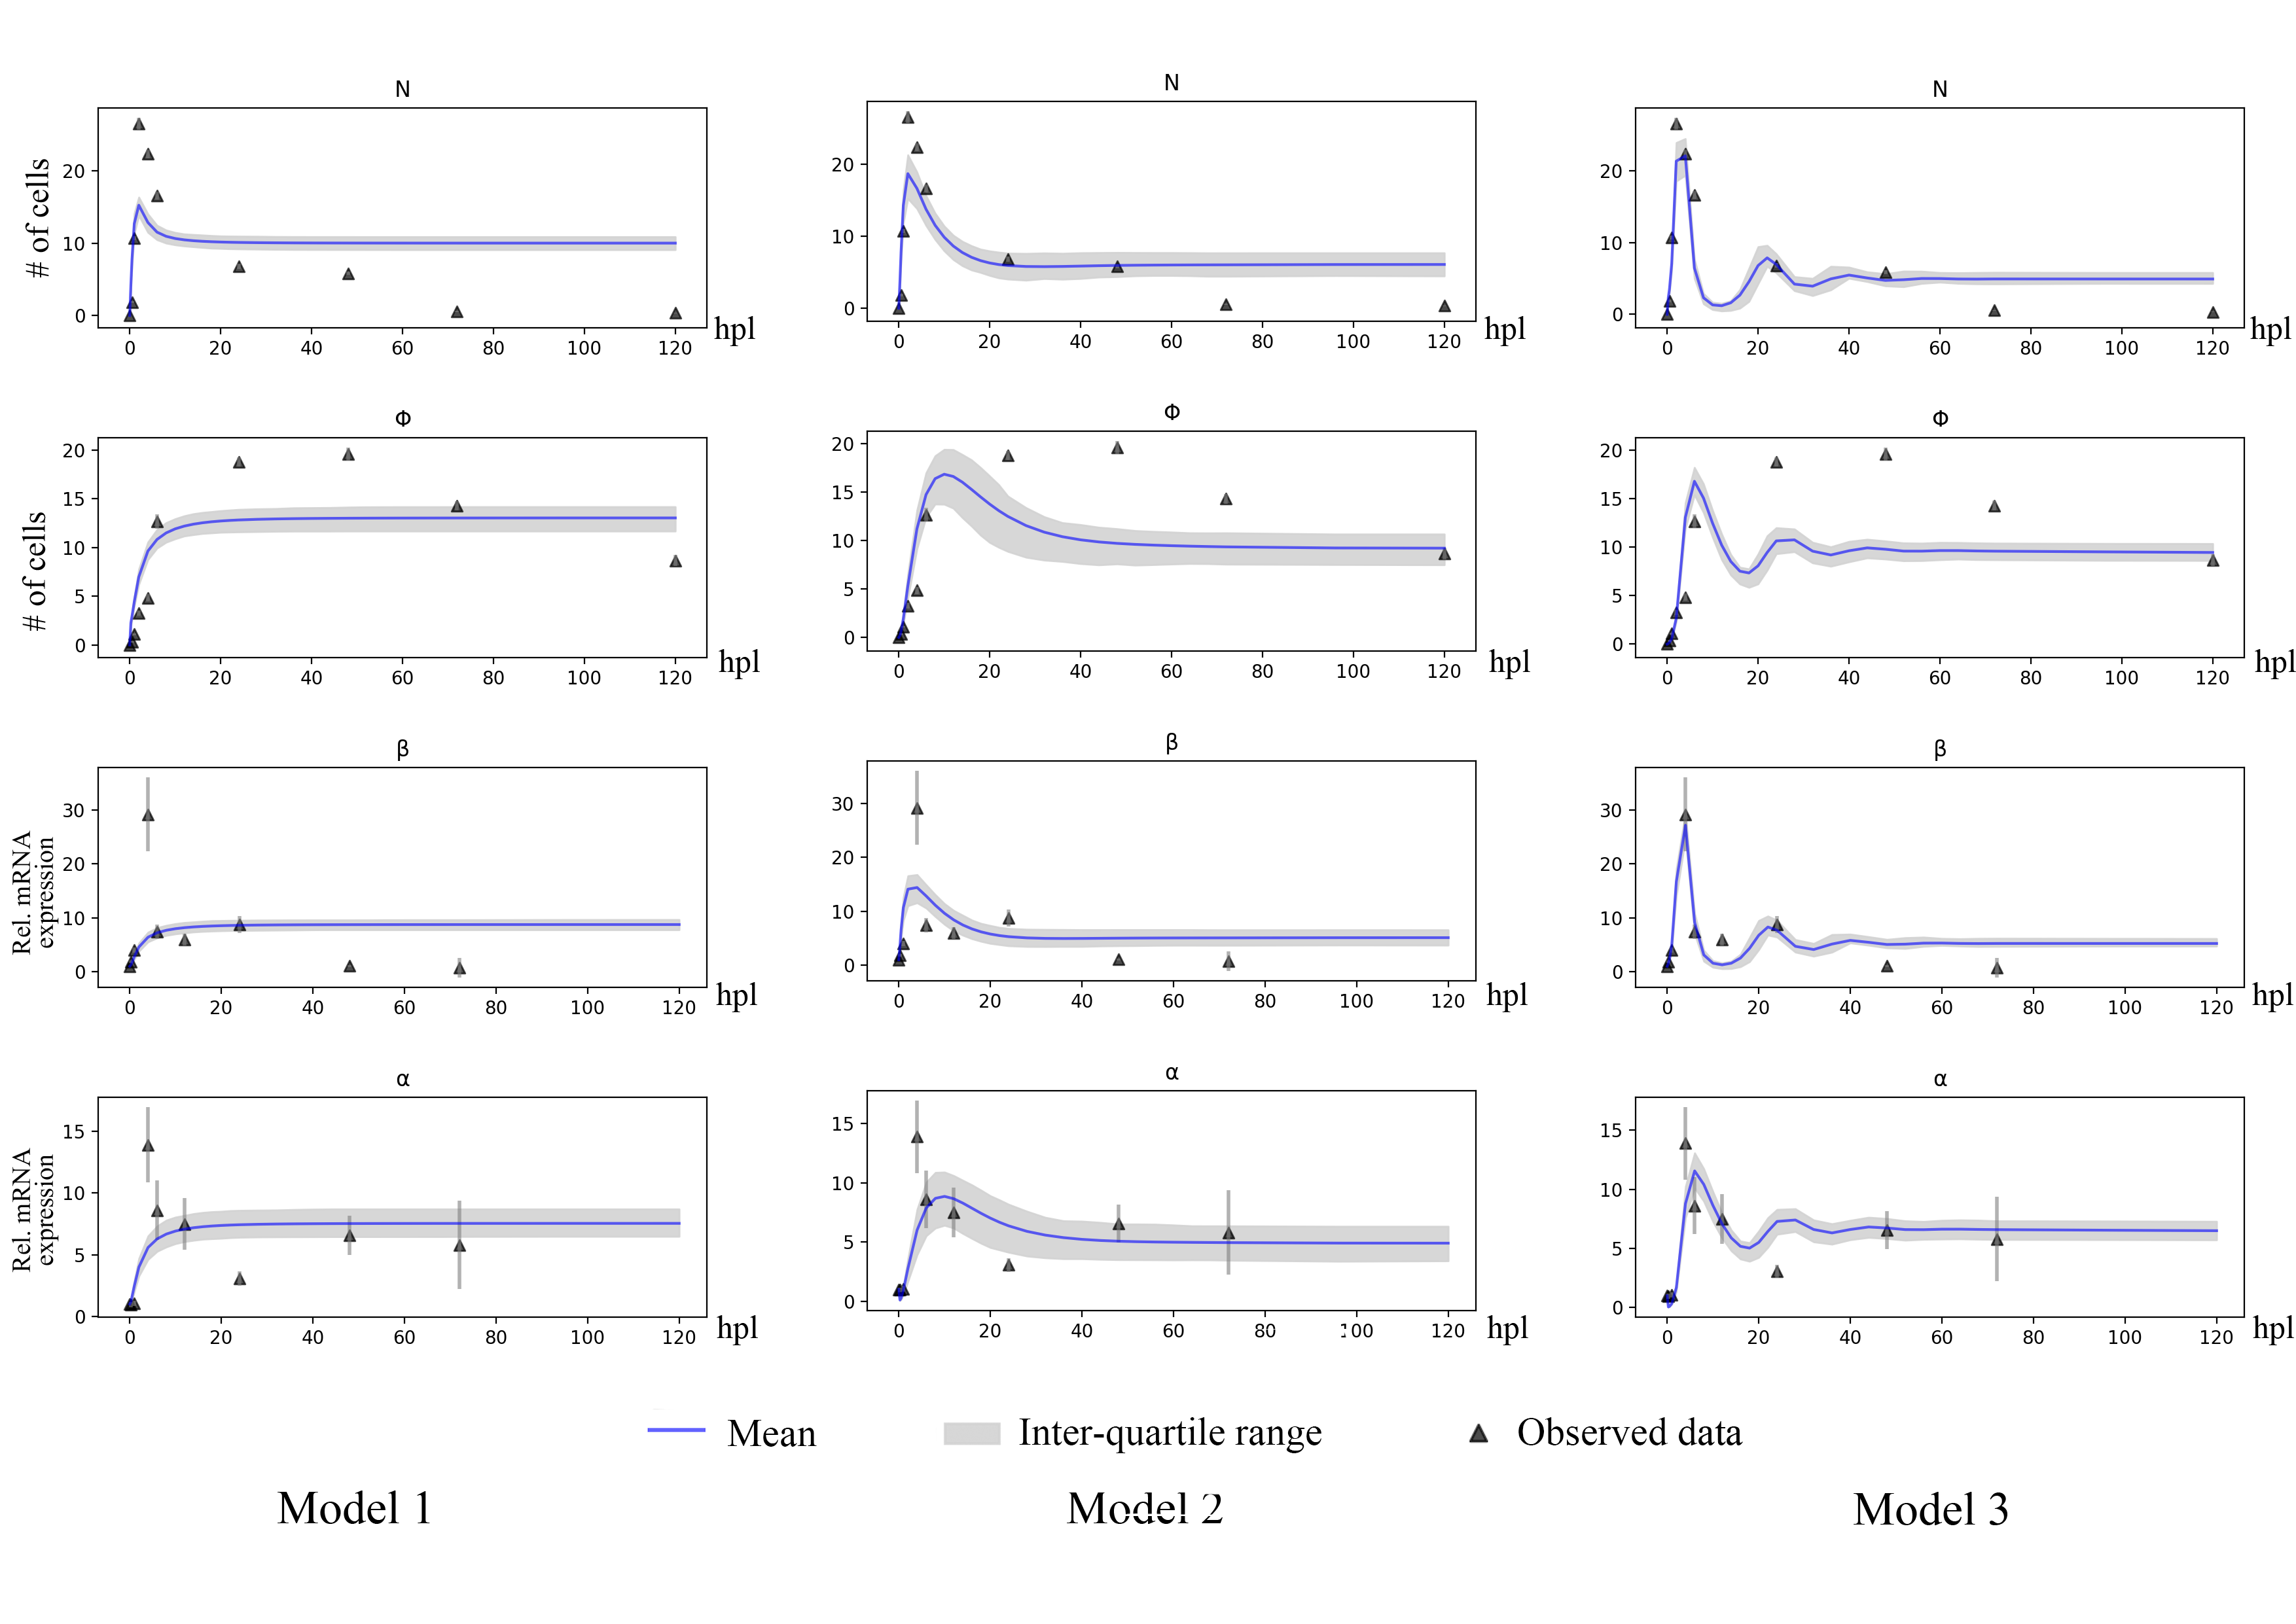 N N N
# of cells
20 20 20
10 10 10
0 0 0
0 20 40 60 80 100 120 hpl 0 20 40 60 80 100 120 hpl 0 20 40 60 80 100 120 hpl
Φ Φ Φ
# of cells
20 20 20
15 15 15
10 10 10
5 5 5
0 0 0
0 20 40 60 80 100 120 hpl 0 20 40 60 80 100 120 hpl 0 20 40 60 80 100 120 hpl
β β β
Rel. mRNA
expression
30 30 30
20 20 20
10 10 10
0 0 0
0 20 40 60 80 100 120 hpl 0 20 40 60 80 100 120 hpl 0 20 40 60 80 100 120 hpl
α α α
Rel. mRNA
expression
15 15 15
10 10 10
5 5 5
0 0 0
0 20 40 60 80 100 120 hpl 0 20 40 60 80 100 120 hpl 0 20 40 60 80 100 120 hpl
Mean Inter-quartile range Observed data
Model 1 Model 2 Model 3